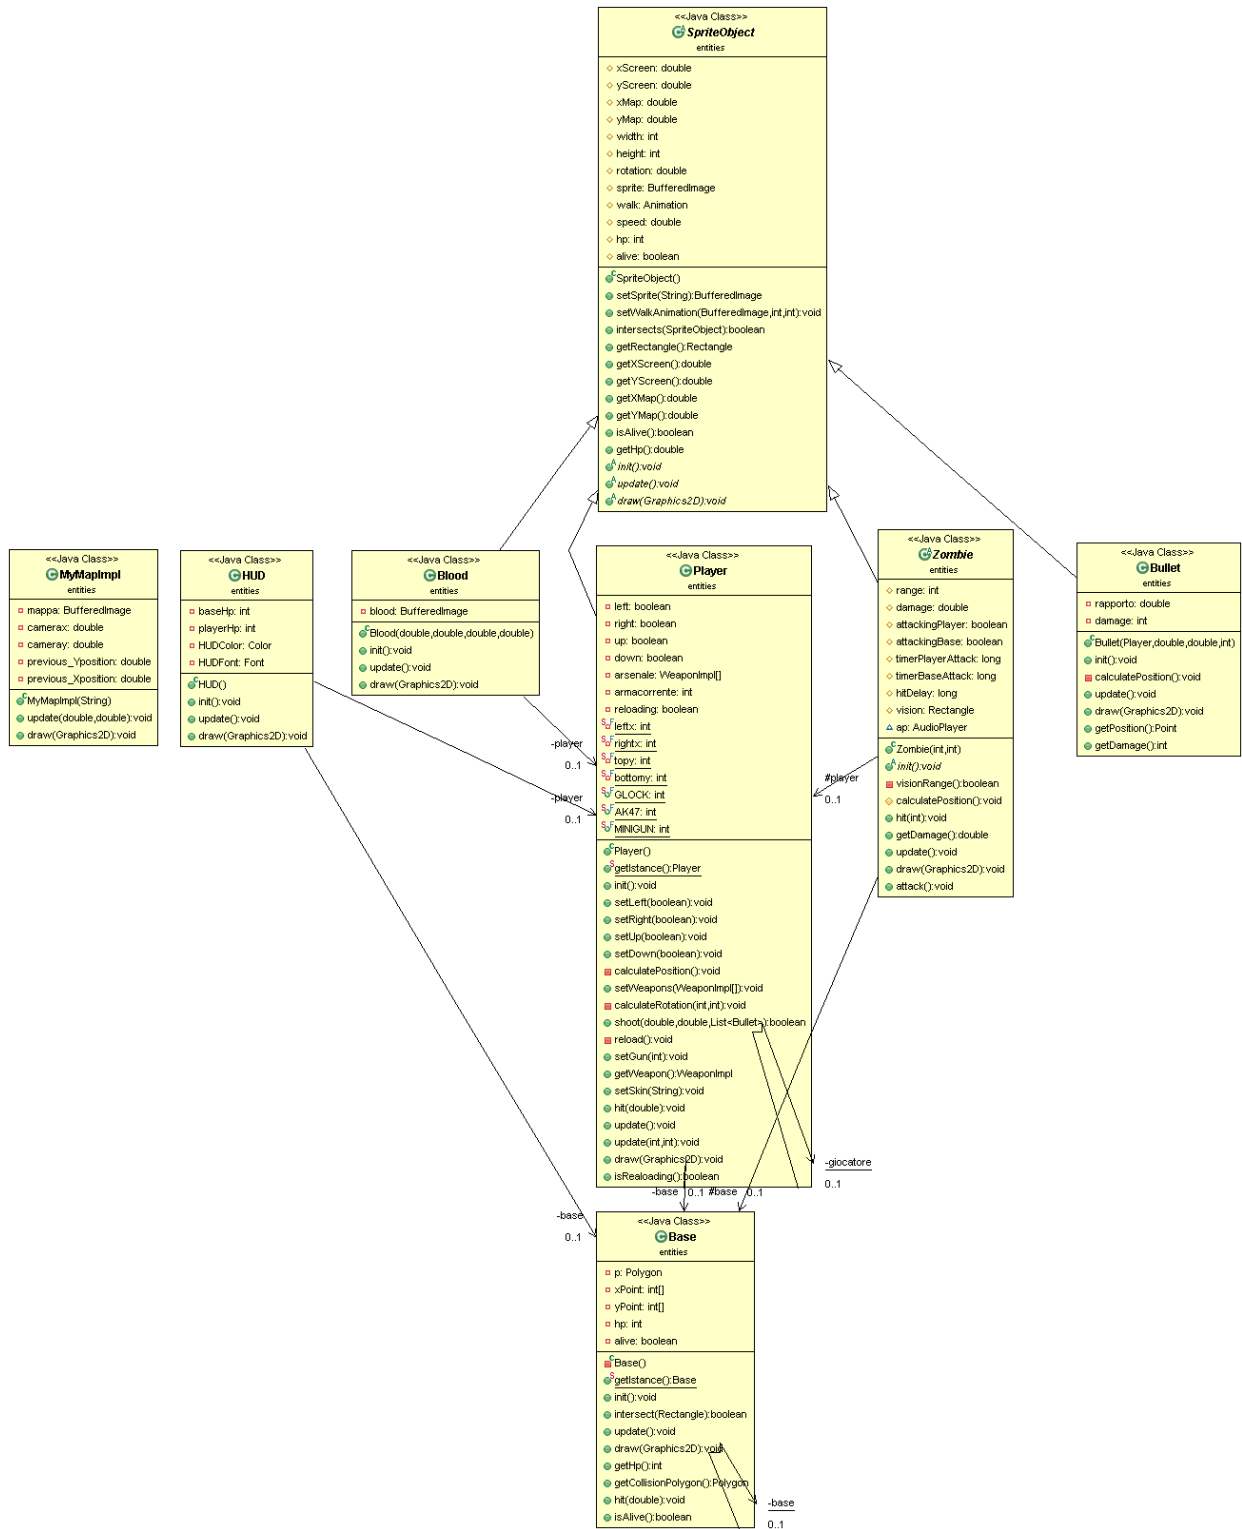 <<Java Class>>
SpriteObject
entities
xScreen: double
yScreen: double
xMap: double
yMap: double
width: int
height: int
rotation: double
sprite: BufferedImage
walk: Animation
speed: double
hp: int
alive: boolean
SpriteObject()
setSprite(String):BufferedImage
setWalkAnimation(BufferedImage,int,int):void
intersects(SpriteObject):boolean
getRectangle():Rectangle
getXScreen():double
getYScreen():double
getXMap():double
getYMap():double
isAlive():boolean
getHp():double
init():void
update():void
draw(Graphics2D):void
<<Java Class>>
MyMapImpl
entities
mappa: BufferedImage
camerax: double
cameray: double
previous_Yposition: double
previous_Xposition: double
MyMapImpl(String)
update(double,double):void
draw(Graphics2D):void
<<Java Class>>
HUD
entities
baseHp: int
playerHp: int
HUDColor: Color
HUDFont: Font
HUD()
init():void
update():void
draw(Graphics2D):void
<<Java Class>>
Blood
entities
blood: BufferedImage
Blood(double,double,double,double)
init():void
update():void
draw(Graphics2D):void
-player
0..1
-player
0..1
<<Java Class>>
Player
entities
left: boolean
right: boolean
up: boolean
down: boolean
arsenale: WeaponImpl[]
armacorrente: int
reloading: boolean
leftx: int
rightx: int
topy: int
bottomy: int
GLOCK: int
AK47: int
MINIGUN: int
Player()
getIstance():Player
init():void
setLeft(boolean):void
setRight(boolean):void
setUp(boolean):void
setDown(boolean):void
calculatePosition():void
setWeapons(WeaponImpl[]):void
calculateRotation(int,int):void
shoot(double,double,List<Bullet>):boolean
reload():void
setGun(int):void
getWeapon():WeaponImpl
setSkin(String):void
hit(double):void
update():void
update(int,int):void
draw(Graphics2D):void
isRealoading():boolean
<<Java Class>>
Zombie
entities
range: int
damage: double
attackingPlayer: boolean
attackingBase: boolean
timerPlayerAttack: long
timerBaseAttack: long
hitDelay: long
vision: Rectangle
ap: AudioPlayer
Zombie(int,int)
init():void
visionRange():boolean
calculatePosition():void
hit(int):void
getDamage():double
update():void
draw(Graphics2D):void
attack():void
#player
0..1
<<Java Class>>
Bullet
entities
rapporto: double
damage: int
Bullet(Player,double,double,int)
init():void
calculatePosition():void
update():void
draw(Graphics2D):void
getPosition():Point
getDamage():int
-giocatore
0..1
-base 0..1 #base 0..1
-base
0..1
<<Java Class>>
Base
entities
p: Polygon
xPoint: int[]
yPoint: int[]
hp: int
alive: boolean
Base()
getIstance():Base
init():void
intersect(Rectangle):boolean
update():void
draw(Graphics2D):void
getHp():int
getCollisionPolygon():Polygon
hit(double):void
isAlive():boolean
-base
0..1